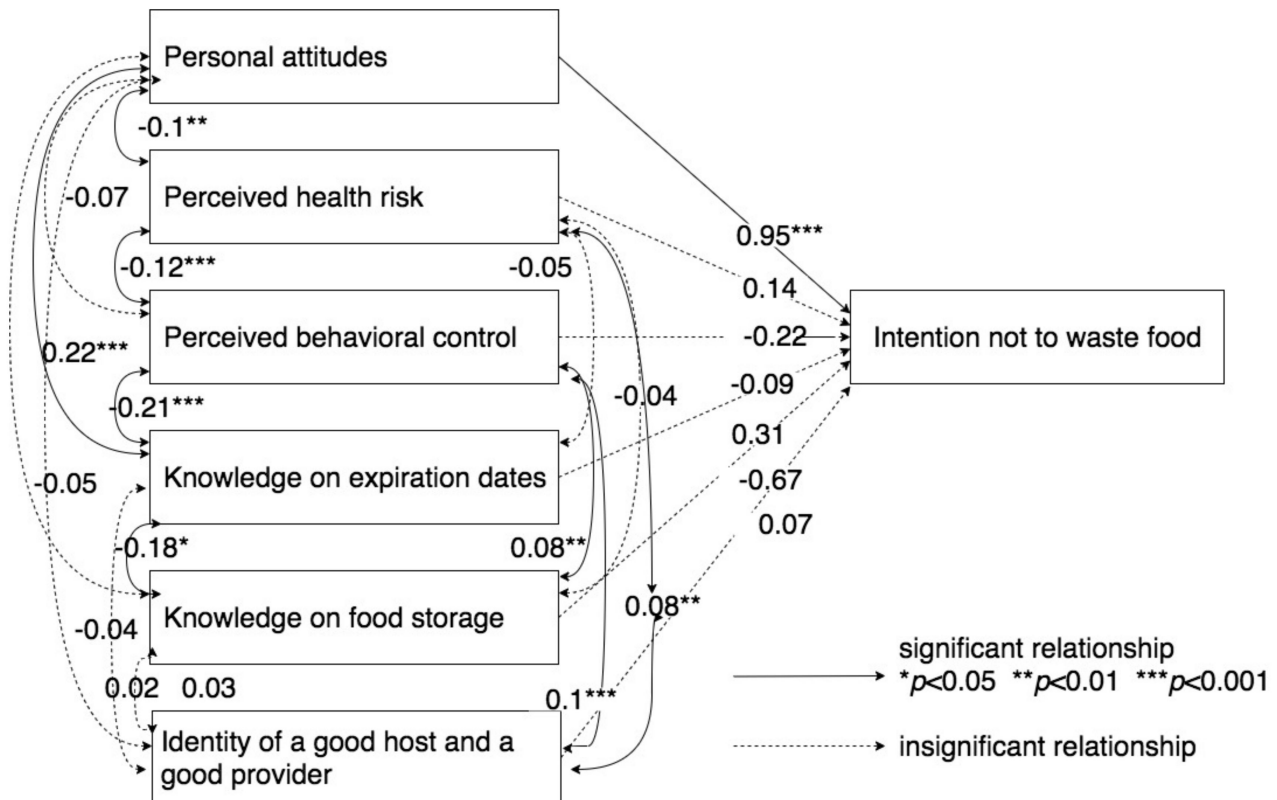 Personal attitudes
-0.1**
-0.07
Perceived health risk
0.95***
-0.12***
-0.05
0.14
Perceived behavioral control
-0.22
Intention not to waste food
0.22***
-0.09
-0.04
-0.21***
0.31
Knowledge on expiration dates
-0.05
-0.67
0.07
-0.18*
0.08**
Knowledge on food storage
0.08**
-0.04
significant relationship
*p<0.05 **p<0.01 ***p<0.001
0.02 0.03
0.1***
Identity of a good host and a
good provider
insignificant relationship